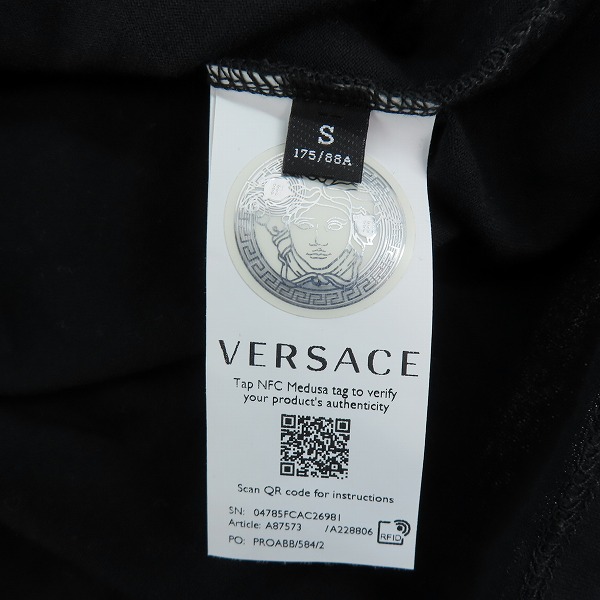 S
175/88A
VERSACE
Tap NFC Medusa tag to verify
your product's authenticity
Scan QR code for instructions
SN: 04785FCAC26981
Article: A87573 /A228806
PO: PROABB/584/2
RFID